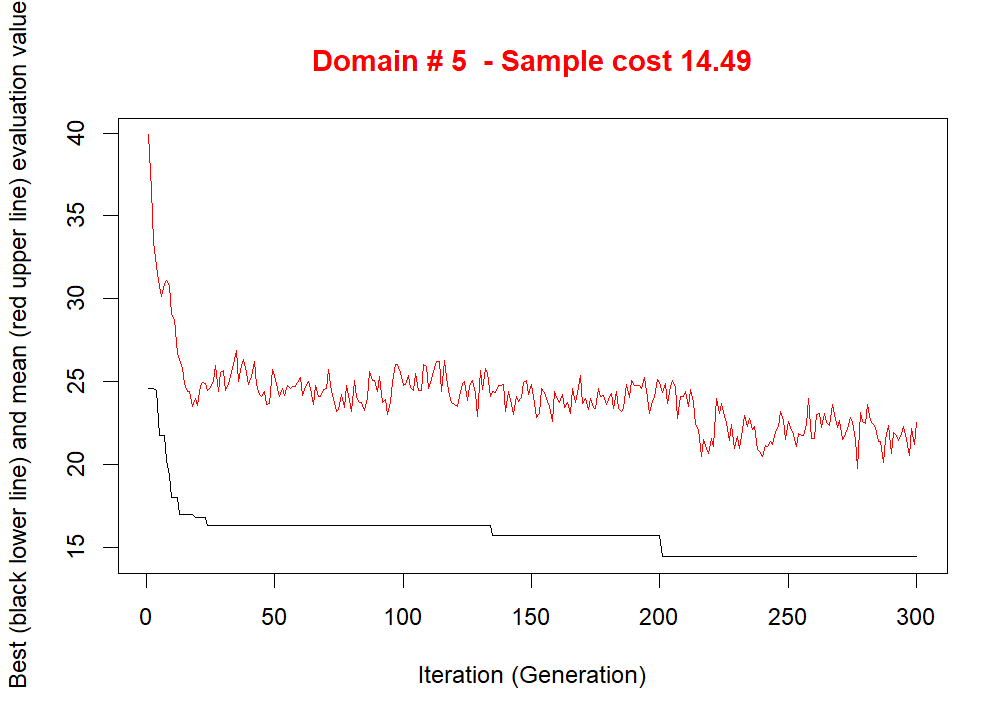 Domain # 5  - Sample cost 14.49
Best (black lower line) and mean (red upper line) evaluation value
40
35
30
25
20
15
0 50 100 150 200 250 300
Iteration (Generation)